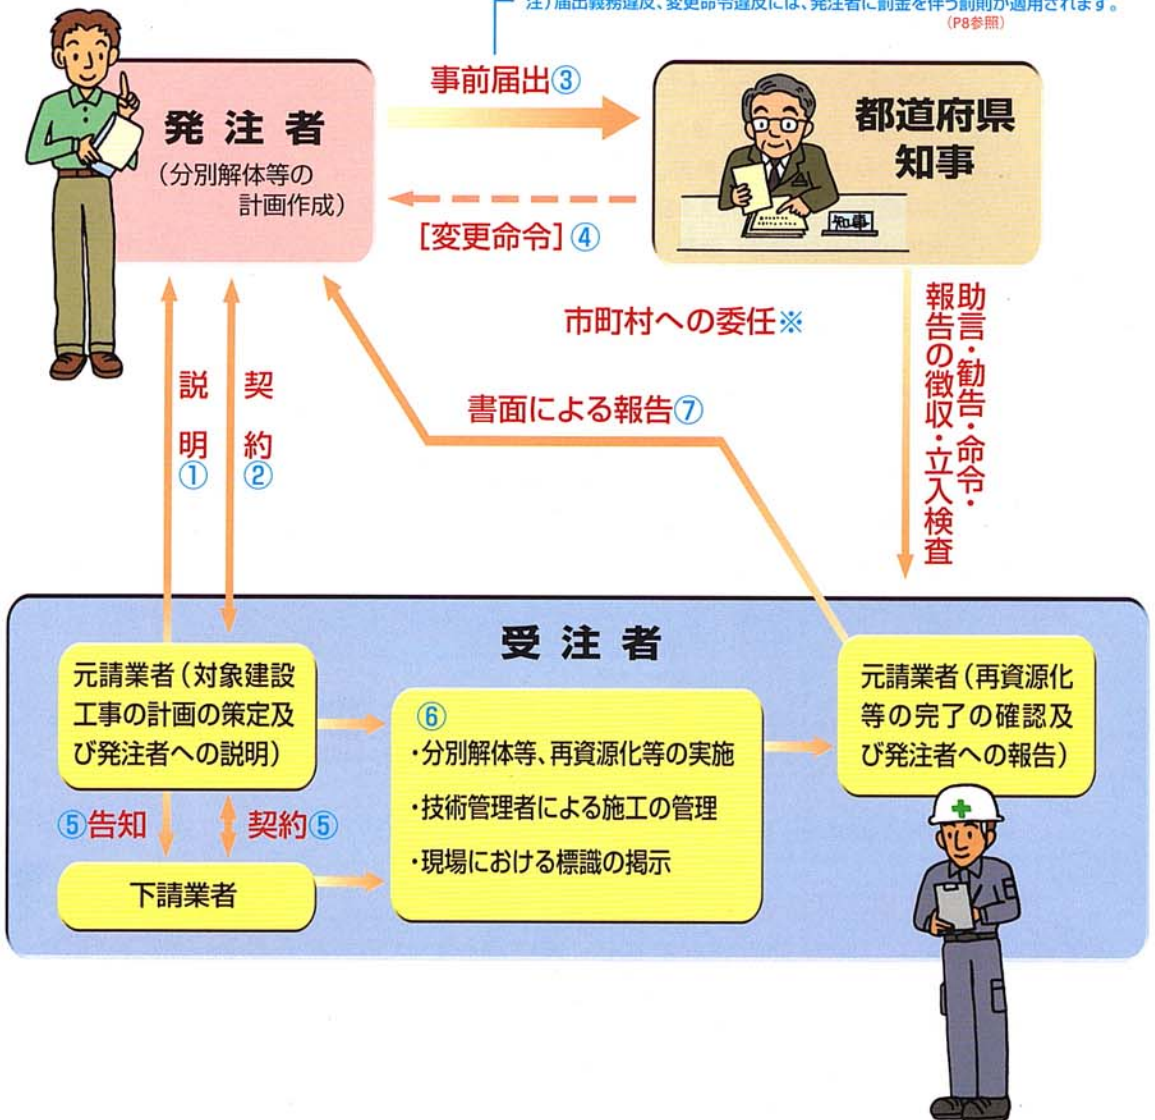 注)届出義務違反、変更命令違反には、発注者に罰金を伴う罰則が適用されます。
(P8参照)
事前届出③
発注者
(分別解体等の
計画作成)
都道府県
知事
知事
[変更命令]④
市町村への委任※
助言・勧告・命令・
報告の徴収・立入検査
説明①
契約②
書面による報告⑦
受注者
元請業者(対象建設
工事の計画の策定及
び発注者への説明)
⑥
・分別解体等、再資源化等の実施
・技術管理者による施工の管理
・現場における標識の掲示
元請業者(再資源化
等の完了の確認及
び発注者への報告)
⑤告知
契約⑤
下請業者